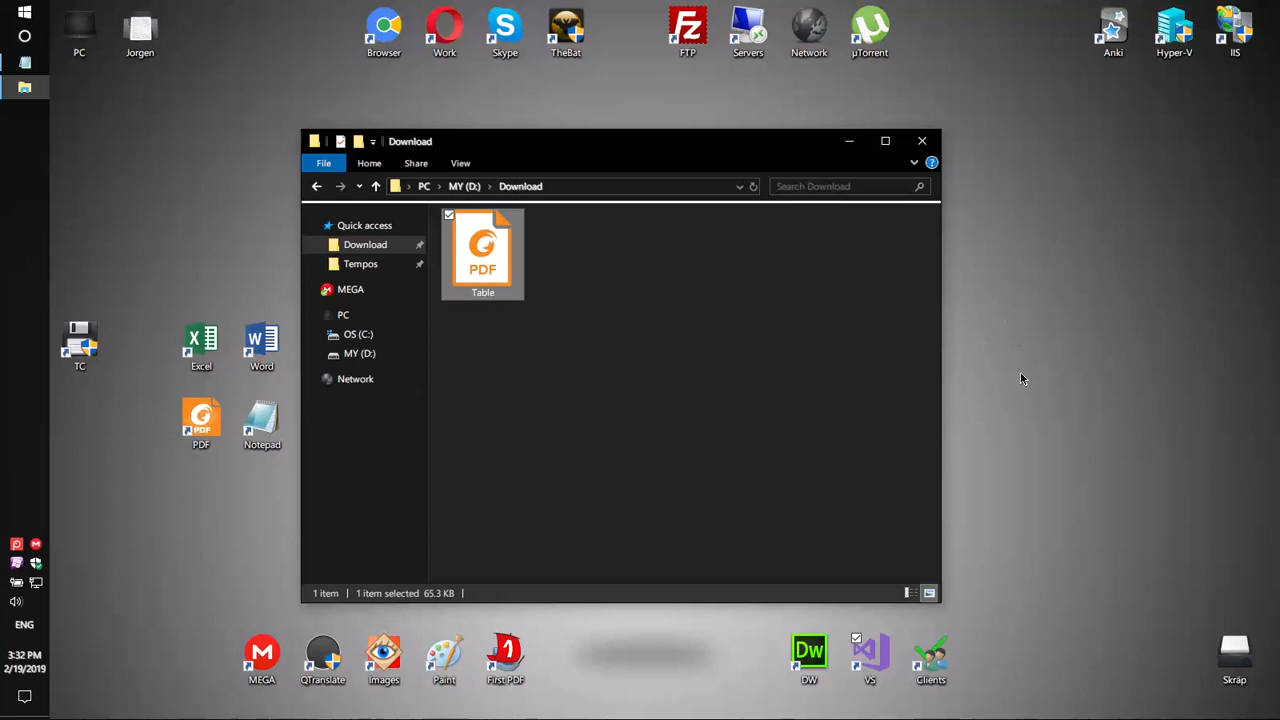 PC
Jorgen
Browser
Work
Skype
TheBat
FTP
Servers
Network
µTorrent
Anki
Hyper-V
IIS
Download
File
Home
Share
View
PC
MY (D:)
Download
Search Download
Quick access
Download
Tempos
MEGA
PC
OS (C:)
MY (D:)
Network
PDF
Table
TC
Excel
Word
PDF
PDF
Notepad
1 item
1 item selected 65.3 KB
ENG
3:32 PM
2/19/2019
MEGA
QTranslate
Images
Paint
First PDF
Dw
DW
VS
Clients
Skräp